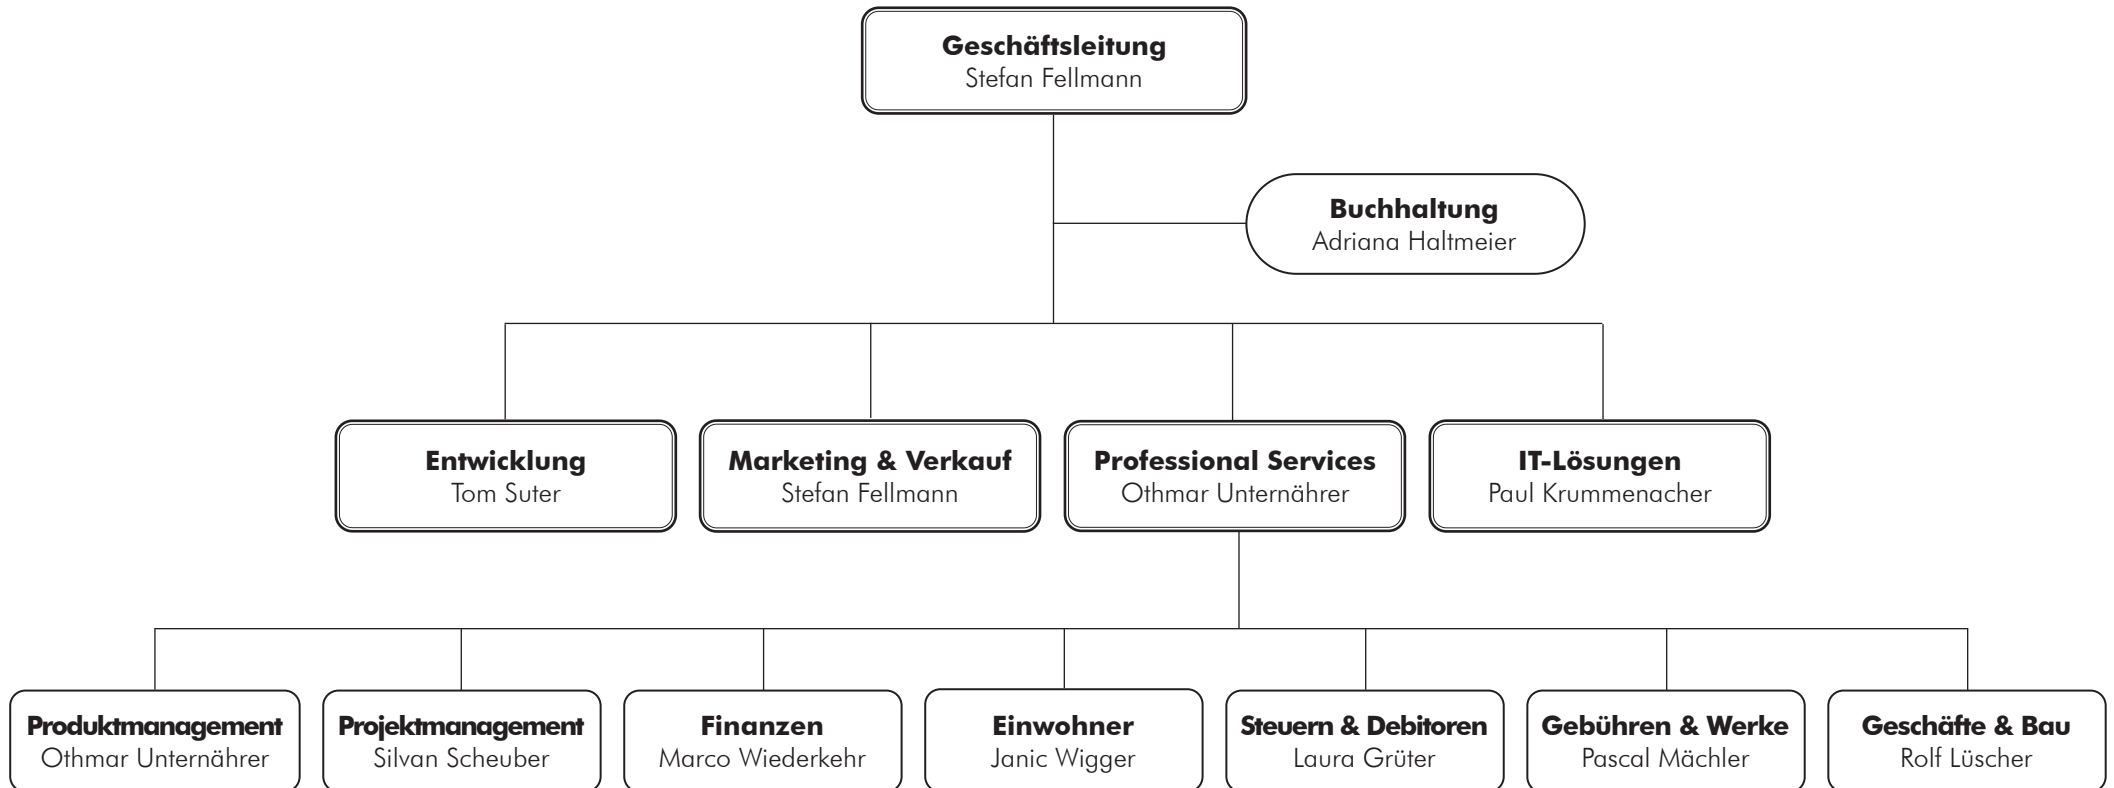 Geschäftsleitung
Stefan Fellmann
Buchhaltung
Adriana Haltmeier
Entwicklung
Tom Suter
Marketing & Verkauf
Stefan Fellmann
Professional Services
Othmar Unternährer
IT-Lösungen
Paul Krummenacher
Produktmanagement
Othmar Unternährer
Projektmanagement
Silvan Scheuber
Finanzen
Marco Wiederkehr
Einwohner
Janic Wigger
Steuern & Debitoren
Laura Grüter
Gebühren & Werke
Pascal Mächler
Geschäfte & Bau
Rolf Lüscher